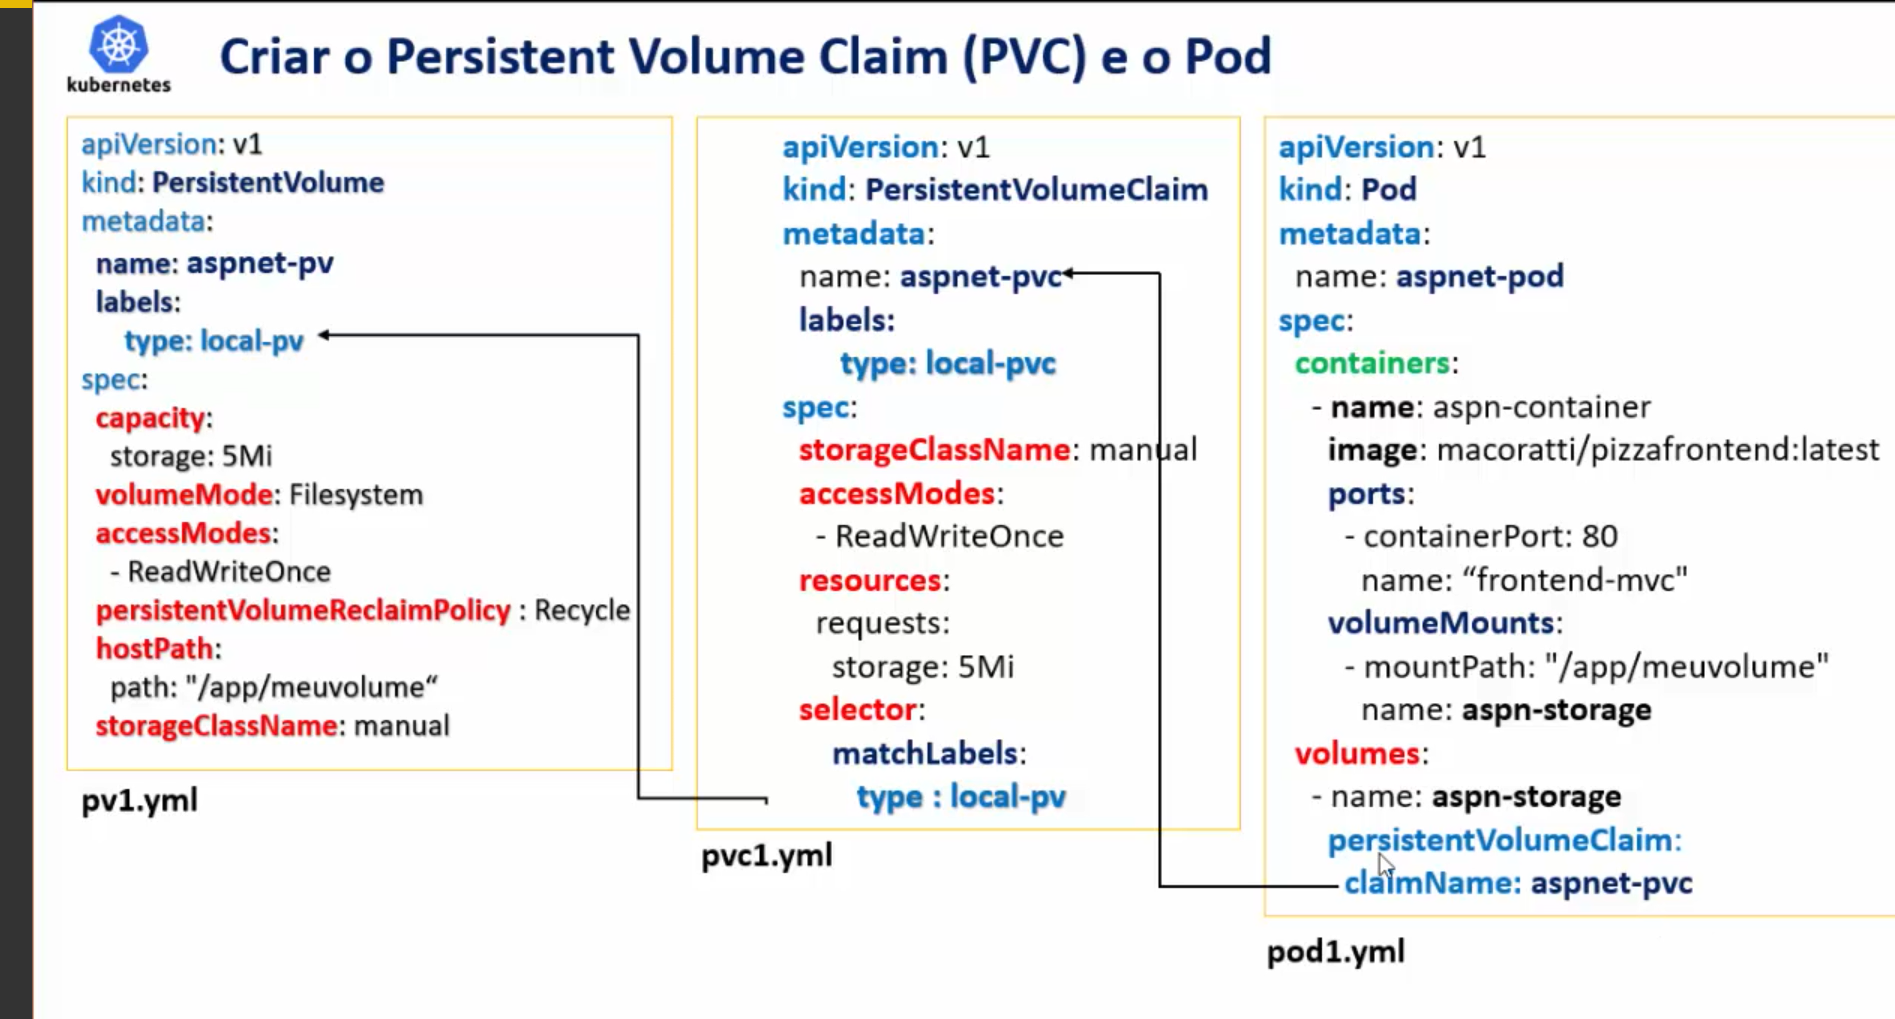 kubernetes
Criar o Persistent Volume Claim (PVC) e o Pod
apiVersion: v1
kind: PersistentVolume
metadata:
name: aspnet-pv
labels:
type: local-pv
spec:
capacity:
storage: 5Mi
volumeMode: Filesystem
accessModes:
- ReadWriteOnce
persistentVolumeReclaimPolicy : Recycle
hostPath:
path: "/app/meuvolume“
storageClassName: manual
pv1.yml
apiVersion: v1
kind: PersistentVolumeClaim
metadata:
name: aspnet-pvc
labels:
type: local-pvc
spec:
storageClassName: manual
accessModes:
- ReadWriteOnce
resources:
requests:
storage: 5Mi
selector:
matchLabels:
type : local-pv
pvc1.yml
apiVersion: v1
kind: Pod
metadata:
name: aspnet-pod
spec:
containers:
- name: aspn-container
image: macoratti/pizzafrontend:latest
ports:
- containerPort: 80
name: “frontend-mvc"
volumeMounts:
- mountPath: "/app/meuvolume"
name: aspn-storage
volumes:
- name: aspn-storage
persistentVolumeClaim:
claimName: aspnet-pvc
pod1.yml